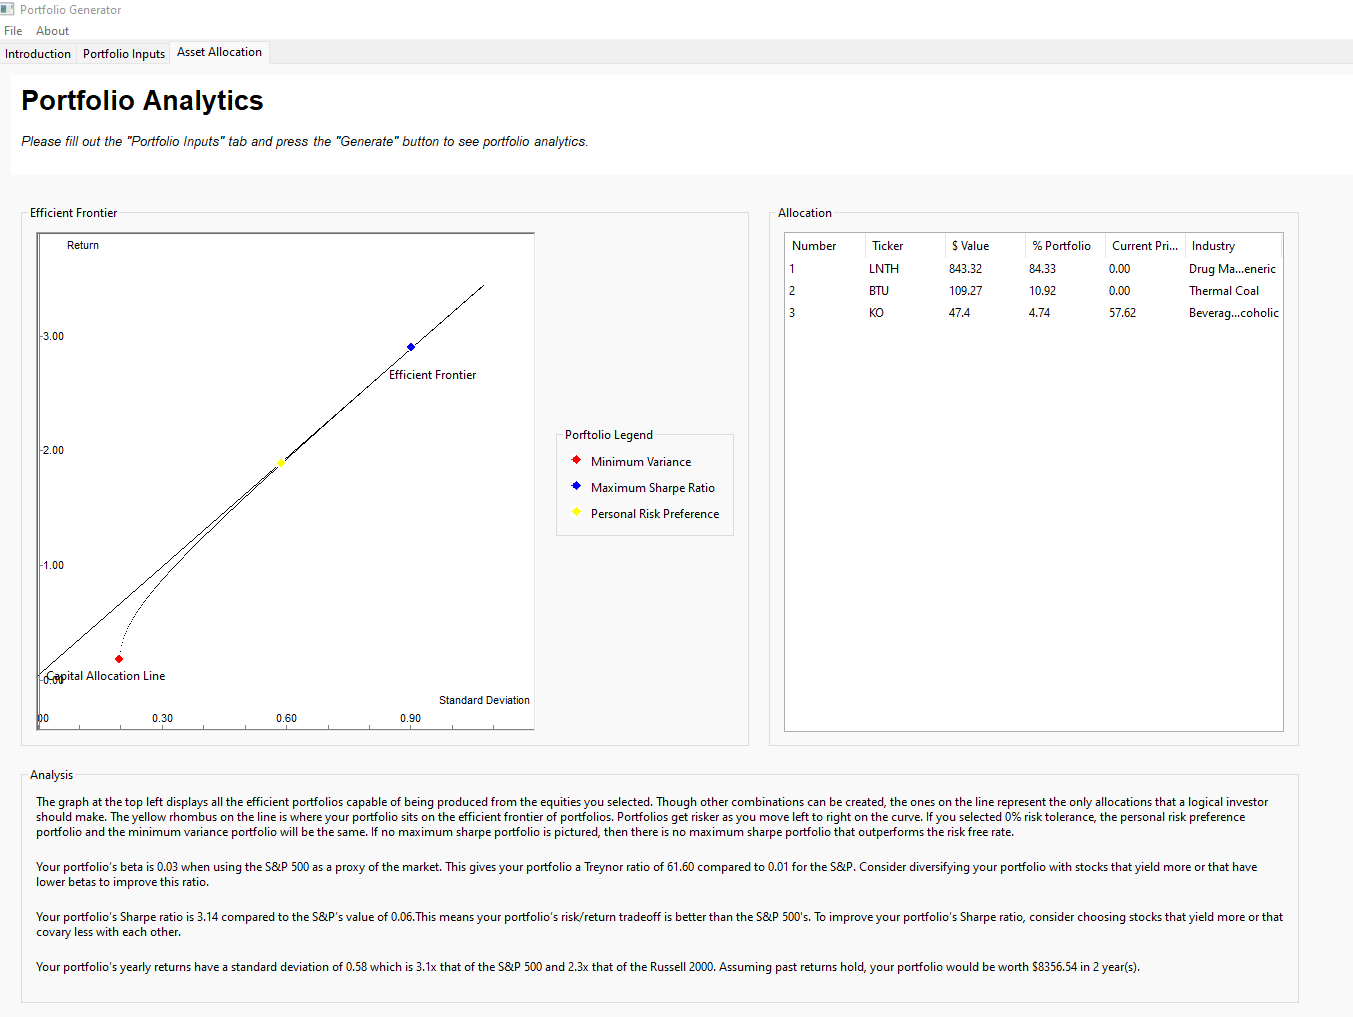 Portfolio Generator
File About
Introduction Portfolio Inputs Asset Allocation
Portfolio Analytics
Please fill out the "Portfolio Inputs" tab and press the "Generate" button to see portfolio analytics.
Efficient Frontier
Return
3.00
Efficient Frontier
2.00
1.00
Capital Allocation Line
0.00
Standard Deviation
00 0.30 0.60 0.90
Porftolio Legend
Minimum Variance
Maximum Sharpe Ratio
Personal Risk Preference
Allocation
Number Ticker $ Value % Portfolio Current Pri... Industry
1 LNTH 843.32 84.33 0.00 Drug Ma...eneric
2 BTU 109.27 10.92 0.00 Thermal Coal
3 KO 47.4 4.74 57.62 Beverag...coholic
Analysis
The graph at the top left displays all the efficient portfolios capable of being produced from the equities you selected. Though other combinations can be created, the ones on the line represent the only allocations that a logical investor
should make. The yellow rhombus on the line is where your portfolio sits on the efficient frontier of portfolios. Portfolios get risker as you move left to right on the curve. If you selected 0% risk tolerance, the personal risk preference
portfolio and the minimum variance portfolio will be the same. If no maximum sharpe portfolio is pictured, then there is no maximum sharpe portfolio that outperforms the risk free rate.
Your portfolio's beta is 0.03 when using the S&P 500 as a proxy of the market. This gives your portfolio a Treynor ratio of 61.60 compared to 0.01 for the S&P. Consider diversifying your portfolio with stocks that yield more or that have
lower betas to improve this ratio.
Your portfolio's Sharpe ratio is 3.14 compared to the S&P's value of 0.06.This means your portfolio's risk/return tradeoff is better than the S&P 500's. To improve your portfolio's Sharpe ratio, consider choosing stocks that yield more or that
covary less with each other.
Your portfolio's yearly returns have a standard deviation of 0.58 which is 3.1x that of the S&P 500 and 2.3x that of the Russell 2000. Assuming past returns hold, your portfolio would be worth $8356.54 in 2 year(s).